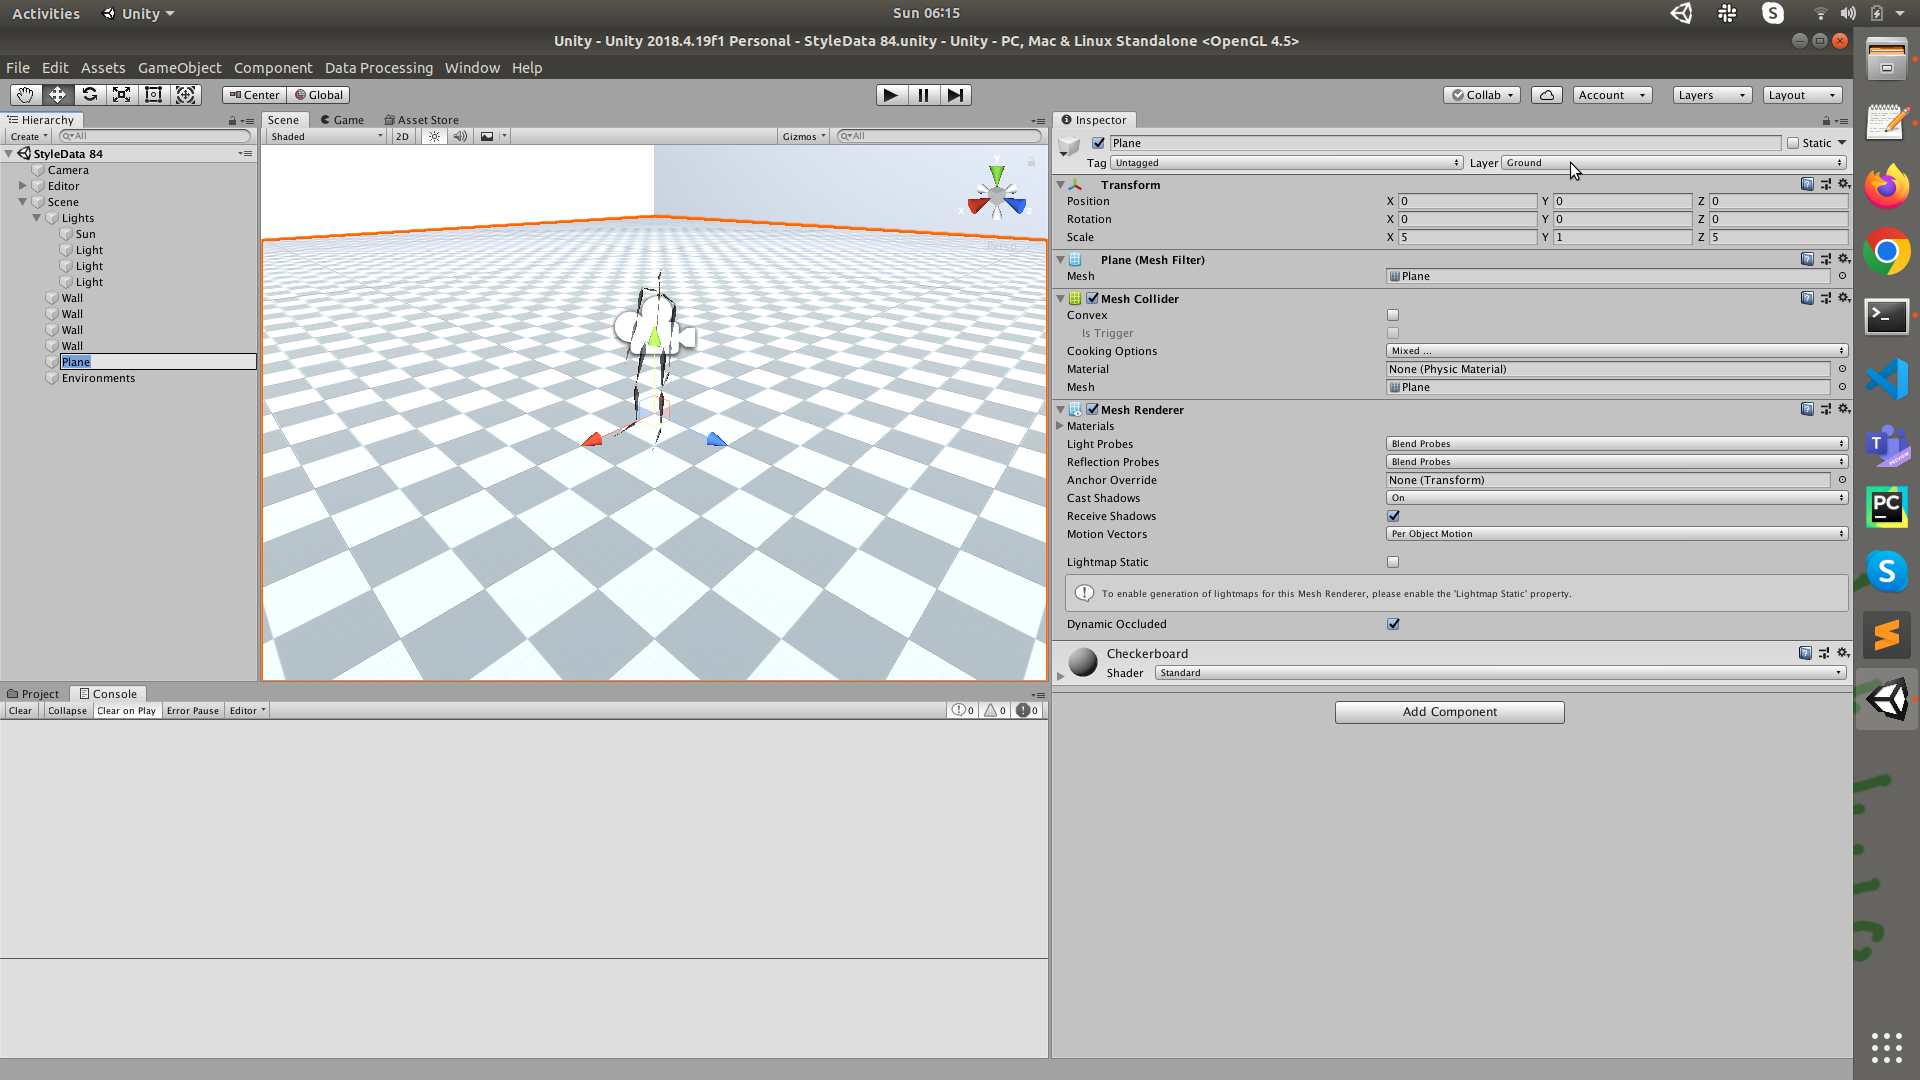 Activities Unity Sun 06:15
Unity - Unity 2018.4.19f1 Personal - StyleData 84.unity - Unity - PC, Mac & Linux Standalone <OpenGL 4.5>
File Edit Assets GameObject Component Data Processing Window Help
Center Global Collab Account Layers Layout
Hierarchy
Create All
StyleData 84
Camera
Editor
Scene
Lights
Sun
Light
Light
Light
Wall
Wall
Wall
Wall
Plane
Environments
Scene Game Asset Store
Shaded 2D Gizmos All
y
x z
Persp
Project Console
Clear Collapse Clear on Play Error Pause Editor 0 0 0
Inspector
Plane Static
Tag Untagged Layer Ground
Transform
Position X 0 Y 0 Z 0
Rotation X 0 Y 0 Z 0
Scale X 5 Y 1 Z 5
Plane (Mesh Filter)
Mesh Plane
Mesh Collider
Convex
Is Trigger
Cooking Options Mixed ...
Material None (Physic Material)
Mesh Plane
Mesh Renderer
Materials
Light Probes Blend Probes
Reflection Probes Blend Probes
Anchor Override None (Transform)
Cast Shadows On
Receive Shadows
Motion Vectors Per Object Motion
Lightmap Static
To enable generation of lightmaps for this Mesh Renderer, please enable the 'Lightmap Static' property.
Dynamic Occluded
Checkerboard
Shader Standard
Add Component
T
PREVIEW
PC
S